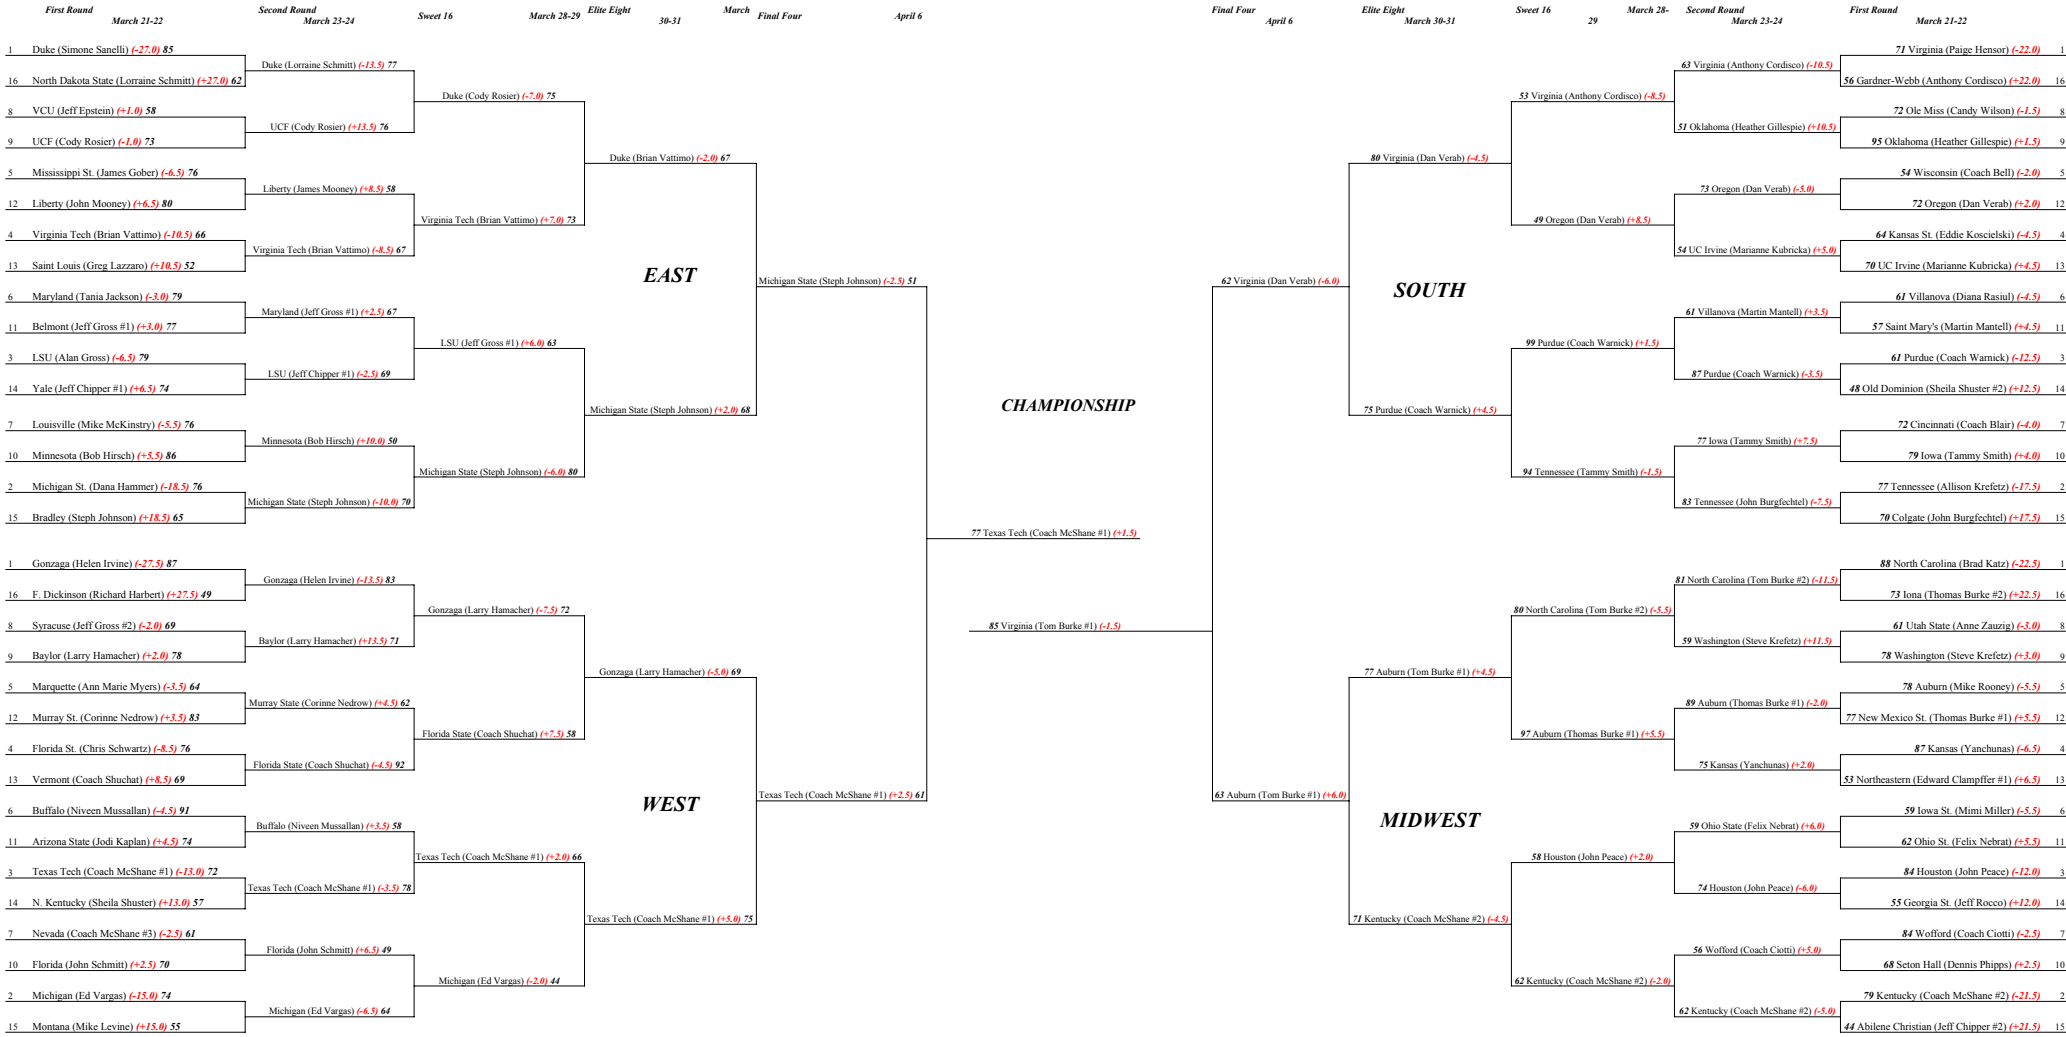 First Round
March 21-22
Second Round
March 23-24
Sweet 16 March 28-29
Elite Eight March
30-31
Final Four April 6
Final Four
April 6
Elite Eight
March 30-31
Sweet 16 March 28-
29
Second Round
March 23-24
First Round
March 21-22
1 Duke (Simone Sanelli) (-27.0) 85
16 North Dakota State (Lorraine Schmitt) (+27.0) 62
8 VCU (Jeff Epstein) (+1.0) 58
9 UCF (Cody Rosier) (-1.0) 73
5 Mississippi St. (James Gober) (-6.5) 76
12 Liberty (John Mooney) (+6.5) 80
4 Virginia Tech (Brian Vattimo) (-10.5) 66
13 Saint Louis (Greg Lazzaro) (+10.5) 52
6 Maryland (Tania Jackson) (-3.0) 79
11 Belmont (Jeff Gross #1) (+3.0) 77
3 LSU (Alan Gross) (-6.5) 79
14 Yale (Jeff Chipper #1) (+6.5) 74
7 Louisville (Mike McKinstry) (-5.5) 76
10 Minnesota (Bob Hirsch) (+5.5) 86
2 Michigan St. (Dana Hammer) (-18.5) 76
15 Bradley (Steph Johnson) (+18.5) 65
Duke (Lorraine Schmitt) (-13.5) 77
UCF (Cody Rosier) (+13.5) 76
Liberty (James Mooney) (+8.5) 58
Virginia Tech (Brian Vattimo) (-8.5) 67
Maryland (Jeff Gross #1) (+2.5) 67
LSU (Jeff Chipper #1) (-2.5) 69
Minnesota (Bob Hirsch) (+10.0) 50
Michigan State (Steph Johnson) (-10.0) 70
Duke (Cody Rosier) (-7.0) 75
Virginia Tech (Brian Vattimo) (+7.0) 73
LSU (Jeff Gross #1) (+6.0) 63
Michigan State (Steph Johnson) (-6.0) 80
Duke (Brian Vattimo) (-2.0) 67
Michigan State (Steph Johnson) (+2.0) 68
EAST
Michigan State (Steph Johnson) (-2.5) 51
1 Gonzaga (Helen Irvine) (-27.5) 87
16 F. Dickinson (Richard Harbert) (+27.5) 49
8 Syracuse (Jeff Gross #2) (-2.0) 69
9 Baylor (Larry Hamacher) (+2.0) 78
5 Marquette (Ann Marie Myers) (-3.5) 64
12 Murray St. (Corinne Nedrow) (+3.5) 83
4 Florida St. (Chris Schwartz) (-8.5) 76
13 Vermont (Coach Shuchat) (+8.5) 69
6 Buffalo (Niveen Mussallan) (-4.5) 91
11 Arizona State (Jodi Kaplan) (+4.5) 74
3 Texas Tech (Coach McShane #1) (-13.0) 72
14 N. Kentucky (Sheila Shuster) (+13.0) 57
7 Nevada (Coach McShane #3) (-2.5) 61
10 Florida (John Schmitt) (+2.5) 70
2 Michigan (Ed Vargas) (-15.0) 74
15 Montana (Mike Levine) (+15.0) 55
Gonzaga (Helen Irvine) (-13.5) 83
Baylor (Larry Hamacher) (+13.5) 71
Murray State (Corinne Nedrow) (+4.5) 62
Florida State (Coach Shuchat) (-4.5) 92
Buffalo (Niveen Mussallan) (+3.5) 58
Texas Tech (Coach McShane #1) (-3.5) 78
Florida (John Schmitt) (+6.5) 49
Michigan (Ed Vargas) (-6.5) 64
Gonzaga (Larry Hamacher) (-7.5) 72
Florida State (Coach Shuchat) (+7.5) 58
Texas Tech (Coach McShane #1) (+2.0) 66
Michigan (Ed Vargas) (-2.0) 44
Gonzaga (Larry Hamacher) (-5.0) 69
Texas Tech (Coach McShane #1) (+5.0) 75
WEST
Texas Tech (Coach McShane #1) (+2.5) 61
CHAMPIONSHIP
77 Texas Tech (Coach McShane #1) (+1.5)
85 Virginia (Tom Burke #1) (-1.5)
62 Virginia (Dan Verab) (-6.0)
SOUTH
80 Virginia (Dan Verab) (-4.5)
75 Purdue (Coach Warnick) (+4.5)
53 Virginia (Anthony Cordisco) (-8.5)
49 Oregon (Dan Verab) (+8.5)
99 Purdue (Coach Warnick) (+1.5)
94 Tennessee (Tammy Smith) (-1.5)
63 Virginia (Anthony Cordisco) (-10.5)
51 Oklahoma (Heather Gillespie) (+10.5)
73 Oregon (Dan Verab) (-5.0)
54 UC Irvine (Marianne Kubricka) (+5.0)
61 Villanova (Martin Mantell) (+3.5)
87 Purdue (Coach Warnick) (-3.5)
77 Iowa (Tammy Smith) (+7.5)
83 Tennessee (John Burgfechtel) (-7.5)
71 Virginia (Paige Hensor) (-22.0) 1
56 Gardner-Webb (Anthony Cordisco) (+22.0) 16
72 Ole Miss (Candy Wilson) (-1.5) 8
95 Oklahoma (Heather Gillespie) (+1.5) 9
54 Wisconsin (Coach Bell) (-2.0) 5
72 Oregon (Dan Verab) (+2.0) 12
64 Kansas St. (Eddie Koscielski) (-4.5) 4
70 UC Irvine (Marianne Kubricka) (+4.5) 13
61 Villanova (Diana Rasiul) (-4.5) 6
57 Saint Mary's (Martin Mantell) (+4.5) 11
61 Purdue (Coach Warnick) (-12.5) 3
48 Old Dominion (Sheila Shuster #2) (+12.5) 14
72 Cincinnati (Coach Blair) (-4.0) 7
79 Iowa (Tammy Smith) (+4.0) 10
77 Tennessee (Allison Krefetz) (-17.5) 2
70 Colgate (John Burgfechtel) (+17.5) 15
63 Auburn (Tom Burke #1) (+6.0)
MIDWEST
77 Auburn (Tom Burke #1) (+4.5)
71 Kentucky (Coach McShane #2) (-4.5)
80 North Carolina (Tom Burke #2) (-5.5)
97 Auburn (Thomas Burke #1) (+5.5)
58 Houston (John Peace) (+2.0)
62 Kentucky (Coach McShane #2) (-2.0)
81 North Carolina (Tom Burke #2) (-11.5)
59 Washington (Steve Krefetz) (+11.5)
89 Auburn (Thomas Burke #1) (-2.0)
75 Kansas (Yanchunas) (+2.0)
59 Ohio State (Felix Nebrat) (+6.0)
74 Houston (John Peace) (-6.0)
56 Wofford (Coach Ciotti) (+5.0)
62 Kentucky (Coach McShane #2) (-5.0)
88 North Carolina (Brad Katz) (-22.5) 1
73 Iona (Thomas Burke #2) (+22.5) 16
61 Utah State (Anne Zauzig) (-3.0) 8
78 Washington (Steve Krefetz) (+3.0) 9
78 Auburn (Mike Rooney) (-5.5) 5
77 New Mexico St. (Thomas Burke #1) (+5.5) 12
87 Kansas (Yanchunas) (-6.5) 4
53 Northeastern (Edward Clampffer #1) (+6.5) 13
59 Iowa St. (Mimi Miller) (-5.5) 6
62 Ohio St. (Felix Nebrat) (+5.5) 11
84 Houston (John Peace) (-12.0) 3
55 Georgia St. (Jeff Rocco) (+12.0) 14
84 Wofford (Coach Ciotti) (-2.5) 7
68 Seton Hall (Dennis Phipps) (+2.5) 10
79 Kentucky (Coach McShane #2) (-21.5) 2
44 Abilene Christian (Jeff Chipper #2) (+21.5) 15